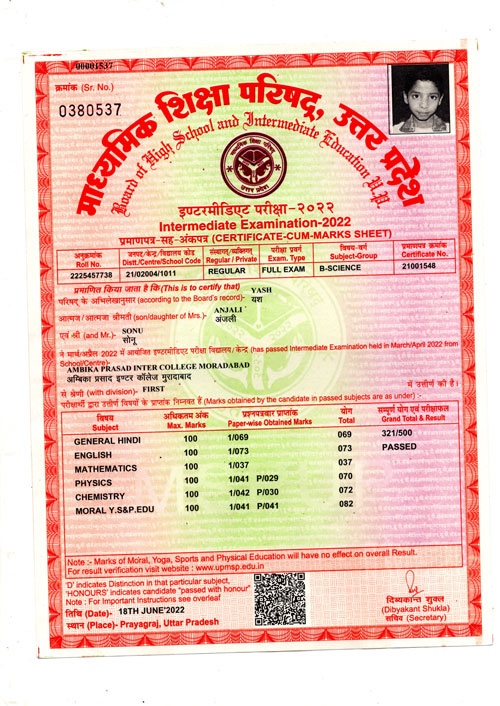 00001537
क्रमांक (Sr. No.)
0380537
माध्यमिक शिक्षा परिषद्, उत्तर प्रदेश
Board of High School and Intermediate Education U.P.
इण्टरमीडिएट परीक्षा-२०२२
Intermediate Examination-2022
प्रमाणपत्र-सह-अंकपत्र (CERTIFICATE-CUM-MARKS SHEET)
अनुक्रमांक जनपद/केन्द्र/विद्यालय कोड संस्थागत/व्यक्तिगत परीक्षा प्रवर्ग विषय-वर्ग प्रमाणपत्र क्रमांक
Roll No. Distt./Centre/School Code Regular / Private Exam. Type Subject-Group Certificate No.
2225457738 21/02004/1011 REGULAR FULL EXAM B-SCIENCE 21001548
प्रमाणित किया जाता है कि (This is to certify that) YASH
परिषद के अभिलेखानुसार (according to the Board's record)- यश
आत्मज / आत्मजा श्रीमती (son/daughter of Mrs.)- ANJALI
अंजली
एवं श्री (and Mr.)- SONU
सोनू
ने मार्च/अप्रैल 2022 में आयोजित इण्टरमीडिएट परीक्षा विद्यालय/केन्द्र (has passed Intermediate Examination held in March/April 2022 from
School/Centre)-
AMBIKA PRASAD INTER COLLEGE MORADABAD
अम्बिका प्रसाद इण्टर कॉलेज मुरादाबाद
में उत्तीर्ण की है।
से श्रेणी (with division)- FIRST
परीक्षार्थी द्वारा उत्तीर्ण विषयों के प्राप्तांक निम्नवत हैं (Marks obtained by the candidate in passed subjects are as under) :-
विषय अधिकतम अंक प्रश्नपत्रवार प्राप्तांक योग सम्पूर्ण योग एवं परीक्षाफल
Subject Max. Marks Paper-wise Obtained Marks Total Grand Total & Result
GENERAL HINDI 100 1/069 069 321/500
ENGLISH 100 1/073 073 PASSED
MATHEMATICS 100 1/037 037
PHYSICS 100 1/041 P/029 070
CHEMISTRY 100 1/042 P/030 072
MORAL Y.S&P.EDU 100 1/041 P/041 082
Note :- Marks of Moral, Yoga, Sports and Physical Education will have no effect on overall Result.
For result verification visit website : www.upmsp.edu.in
'D' indicates Distinction in that particular subject,
'HONOURS' indicates candidate "passed with honour"
Note : For Important Instructions see overleaf
तिथि (Date)- 18TH JUNE'2022
स्थान (Place)- Prayagraj, Uttar Pradesh
दिव्यकान्त शुक्ल
(Dibyakant Shukla)
सचिव (Secretary)